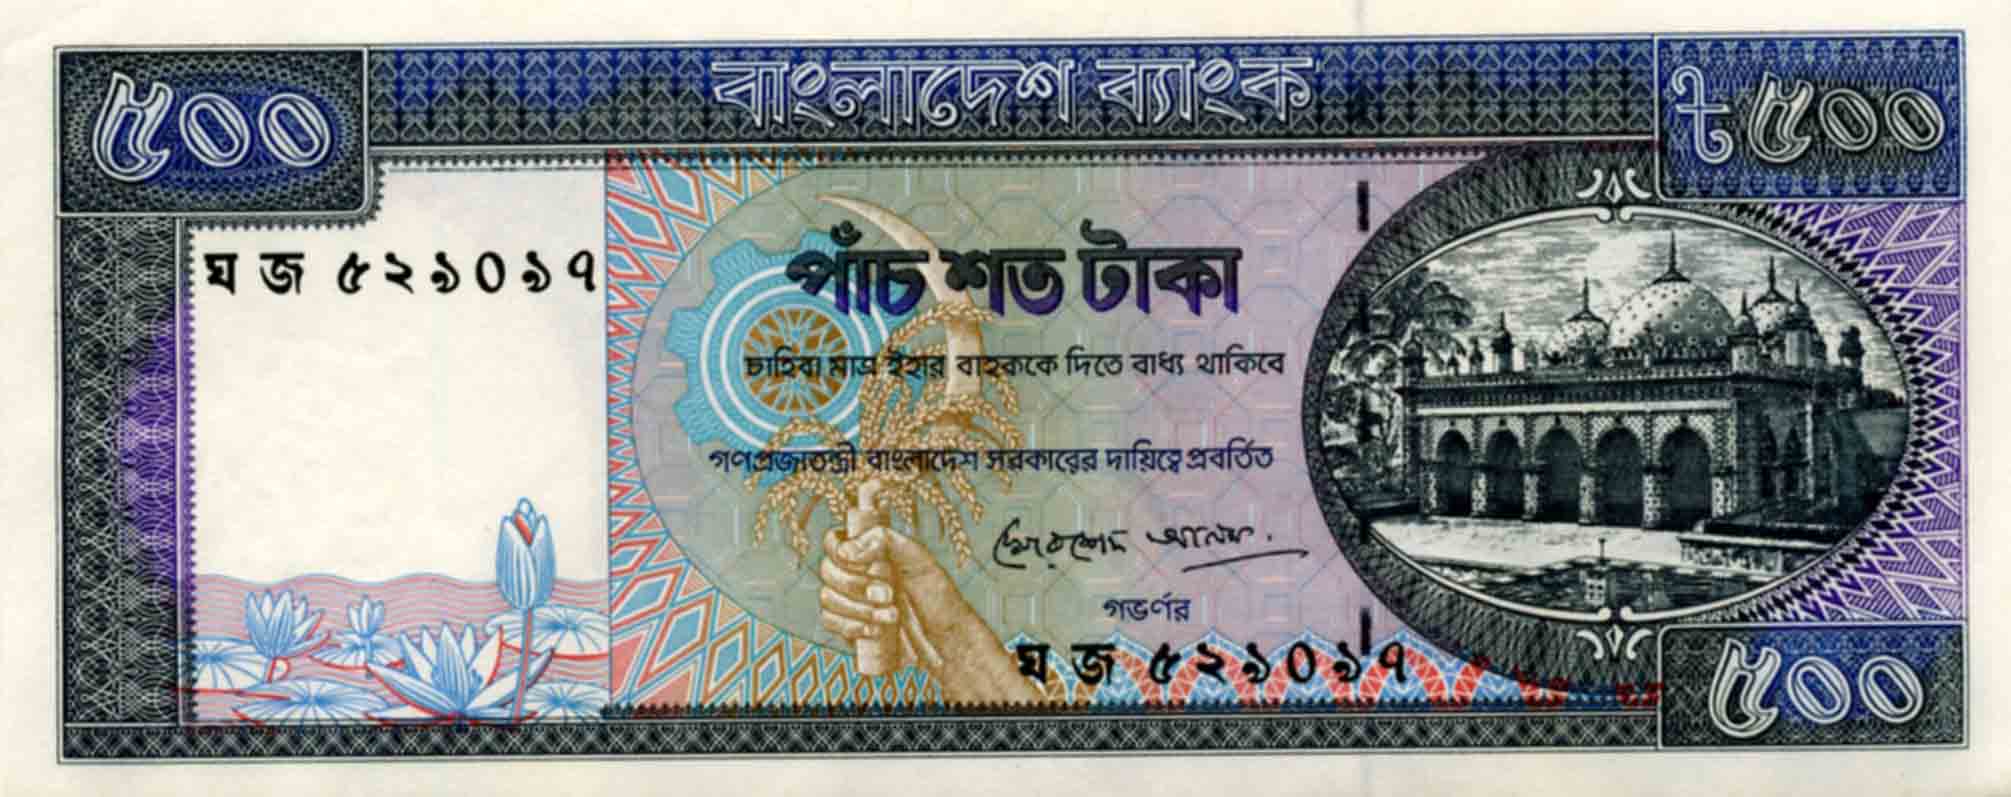 ৫০০
বাংলাদেশ ব্যাংক
৳৫০০
ঘ জ ৫২৯০৯৭
পাঁচ শত টাকা
চাহিবা মাত্র ইহার বাহককে দিতে বাধ্য থাকিবে
গণপ্রজাতন্ত্রী বাংলাদেশ সরকারের দায়িত্বে প্রবর্তিত
গভর্ণর
ঘ জ ৫২৯০৯৭
৫০০